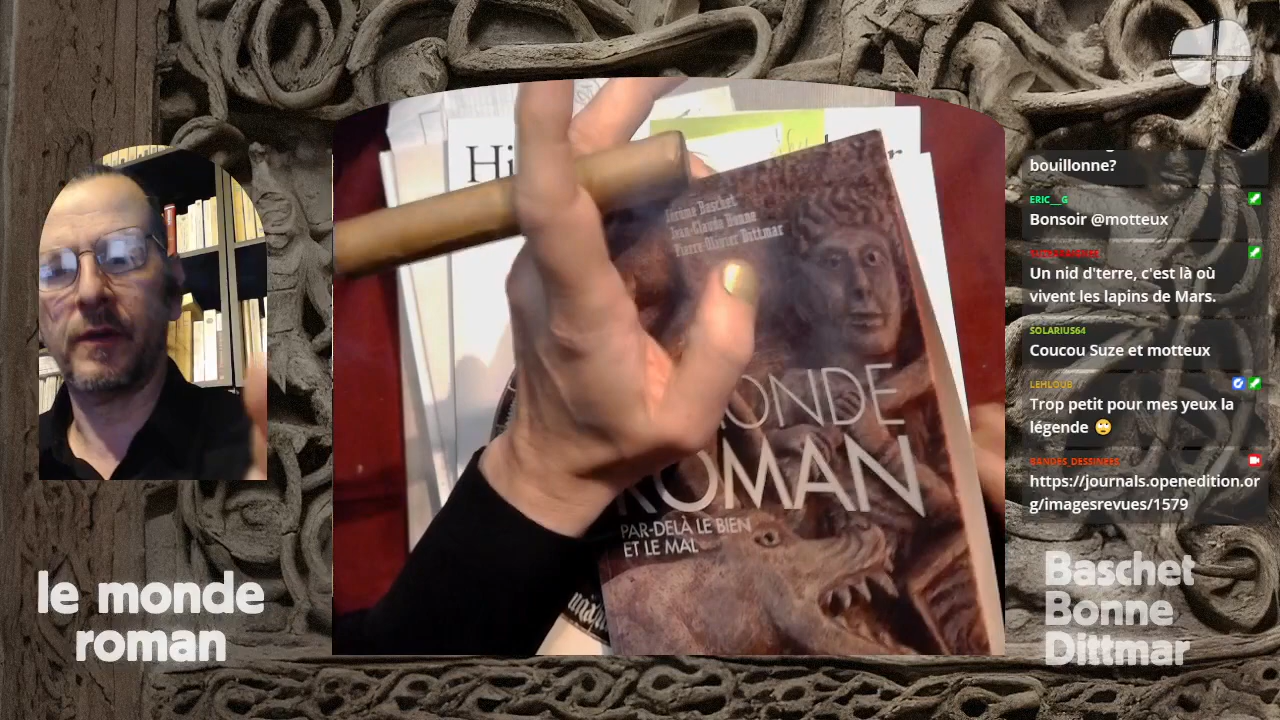 le monde
roman
Hi
Jérôme Baschet
Jean-Claude Bonne
Pierre-Olivier Dittmar
ONDE
ROMAN
PAR-DELÀ LE BIEN
ET LE MAL
bouillonne?
ERIC__G
Bonsoir @motteux
Un nid d'terre, c'est là où
vivent les lapins de Mars.
SOLARIUS64
Coucou Suze et motteux
LEHLOUB
Trop petit pour mes yeux la
légende 🙄
BANDES_DESSINEES
https://journals.openedition.or
g/imagesrevues/1579
Baschet
Bonne
Dittmar